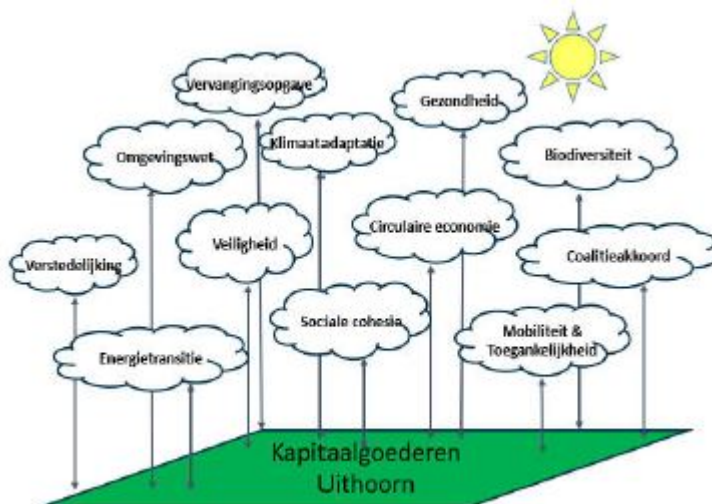 Vervangingsopgave
Gezondheid
Klimaatadaptatie
Omgevingswet
Biodiversiteit
Circulaire economie
Veiligheid
Coalitieakkoord
Verstedelijking
Sociale cohesie
Mobiliteit &
Toegankelijkheid
Energietransitie
Kapitaalgoederen
Uithoorn